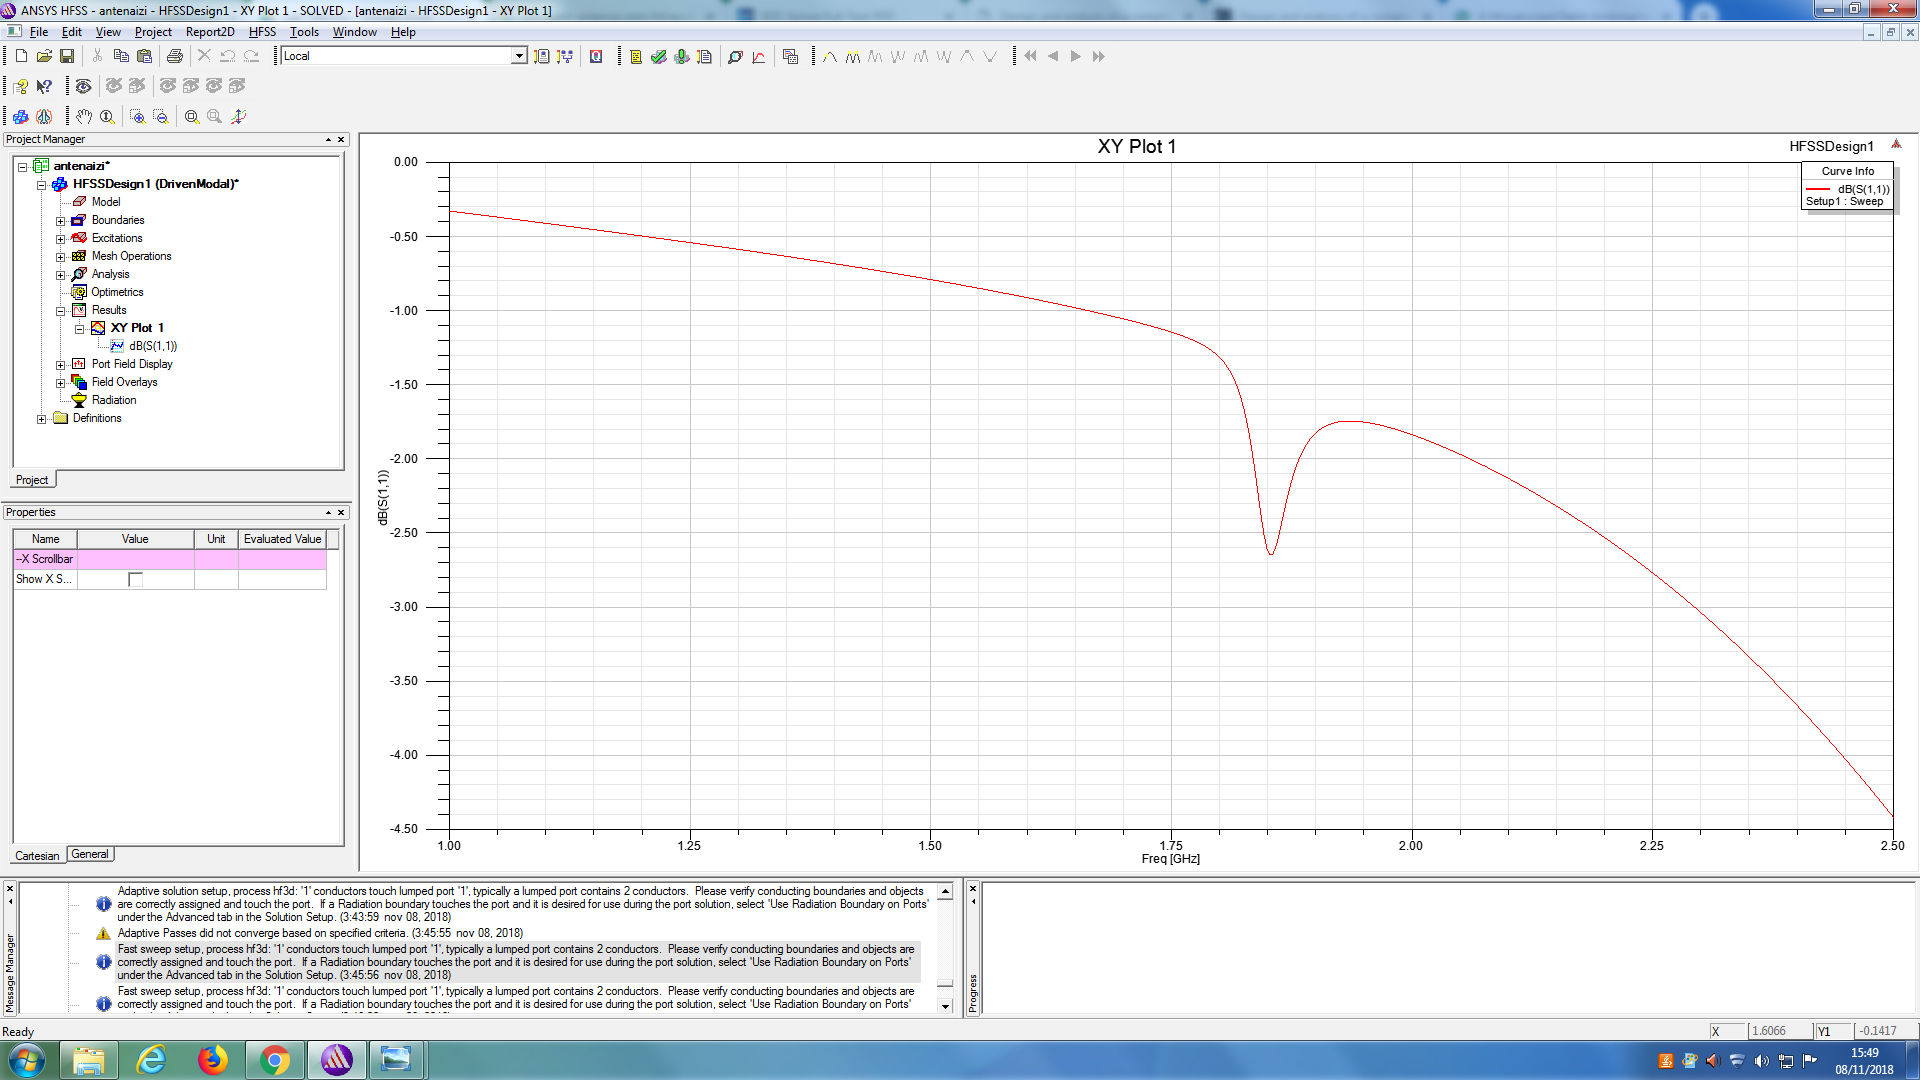 ANSYS HFSS - antenaizi - HFSSDesign1 - XY Plot 1 - SOLVED - [antenaizi - HFSSDesign1 - XY Plot 1]
File Edit View Project Report2D HFSS Tools Window Help
Local
Project Manager
antenaizi*
HFSSDesign1 (DrivenModal)*
Model
Boundaries
Excitations
Mesh Operations
Analysis
Optimetrics
Results
XY Plot 1
dB(S(1,1))
Port Field Display
Field Overlays
Radiation
Definitions
Project
Properties
Name Value Unit Evaluated Value
--X Scrollbar
Show X S...
Cartesian General
XY Plot 1
HFSSDesign1
Curve Info
dB(S(1,1))
Setup1 : Sweep
0.00
-0.50
-1.00
-1.50
-2.00
-2.50
-3.00
-3.50
-4.00
-4.50
dB(S(1,1))
1.00 1.25 1.50 1.75 2.00 2.25 2.50
Freq [GHz]
Message Manager
Adaptive solution setup, process hf3d: '1' conductors touch lumped port '1', typically a lumped port contains 2 conductors. Please verify conducting boundaries and objects
are correctly assigned and touch the port. If a Radiation boundary touches the port and it is desired for use during the port solution, select 'Use Radiation Boundary on Ports'
under the Advanced tab in the Solution Setup. (3:43:59 nov 08, 2018)
Adaptive Passes did not converge based on specified criteria. (3:45:55 nov 08, 2018)
Fast sweep setup, process hf3d: '1' conductors touch lumped port '1', typically a lumped port contains 2 conductors. Please verify conducting boundaries and objects are
correctly assigned and touch the port. If a Radiation boundary touches the port and it is desired for use during the port solution, select 'Use Radiation Boundary on Ports'
under the Advanced tab in the Solution Setup. (3:45:56 nov 08, 2018)
Fast sweep setup, process hf3d: '1' conductors touch lumped port '1', typically a lumped port contains 2 conductors. Please verify conducting boundaries and objects are
correctly assigned and touch the port. If a Radiation boundary touches the port and it is desired for use during the port solution, select 'Use Radiation Boundary on Ports'
Progress
Ready
X 1.6066 Y1 -0.1417
15:49
08/11/2018